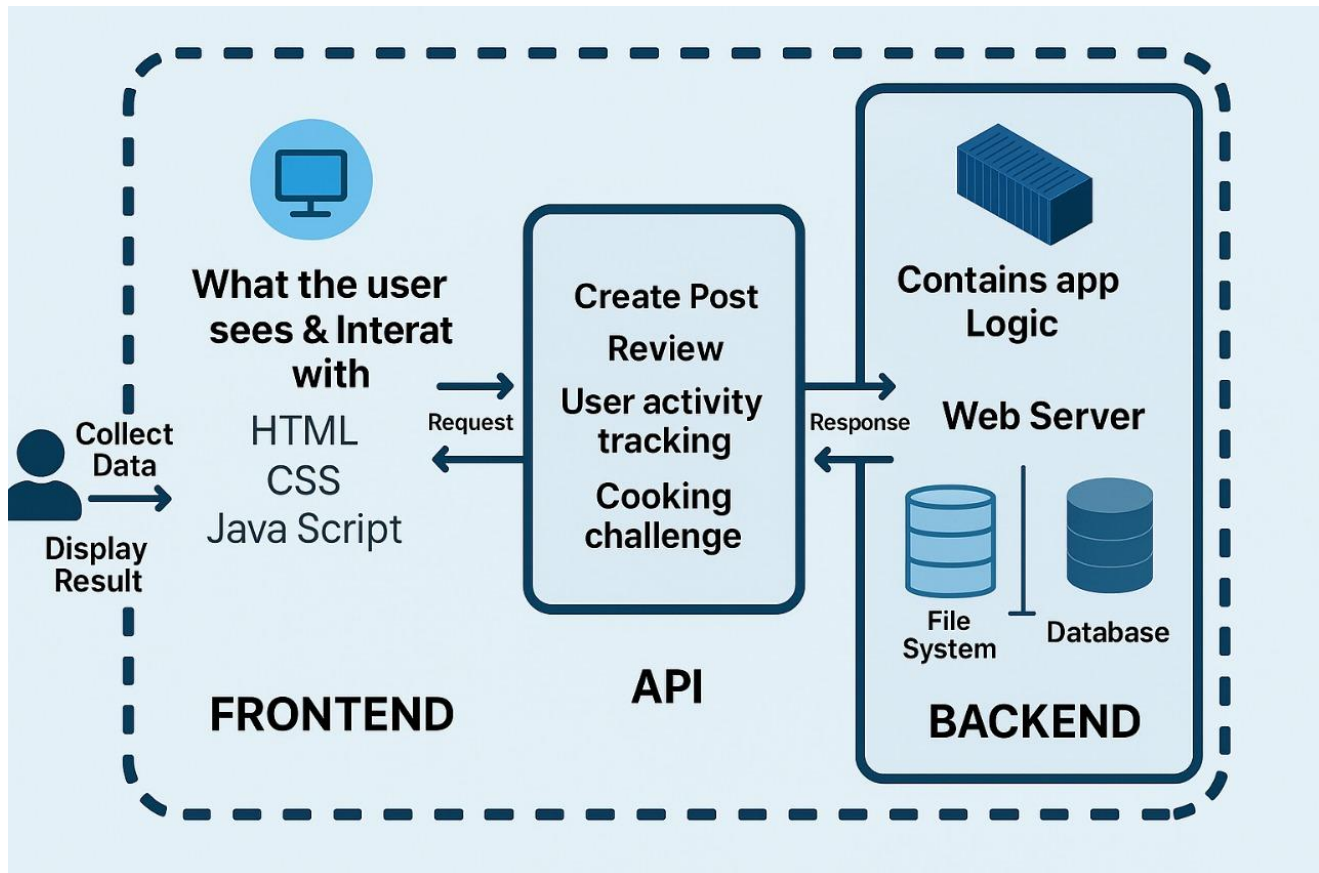 Collect
Data
Display
Result
What the user
sees & Interat
with
HTML
CSS
Java Script
FRONTEND
Request
Create Post
Review
User activity
tracking
Cooking
challenge
API
Response
Contains app
Logic
Web Server
File
System
Database
BACKEND